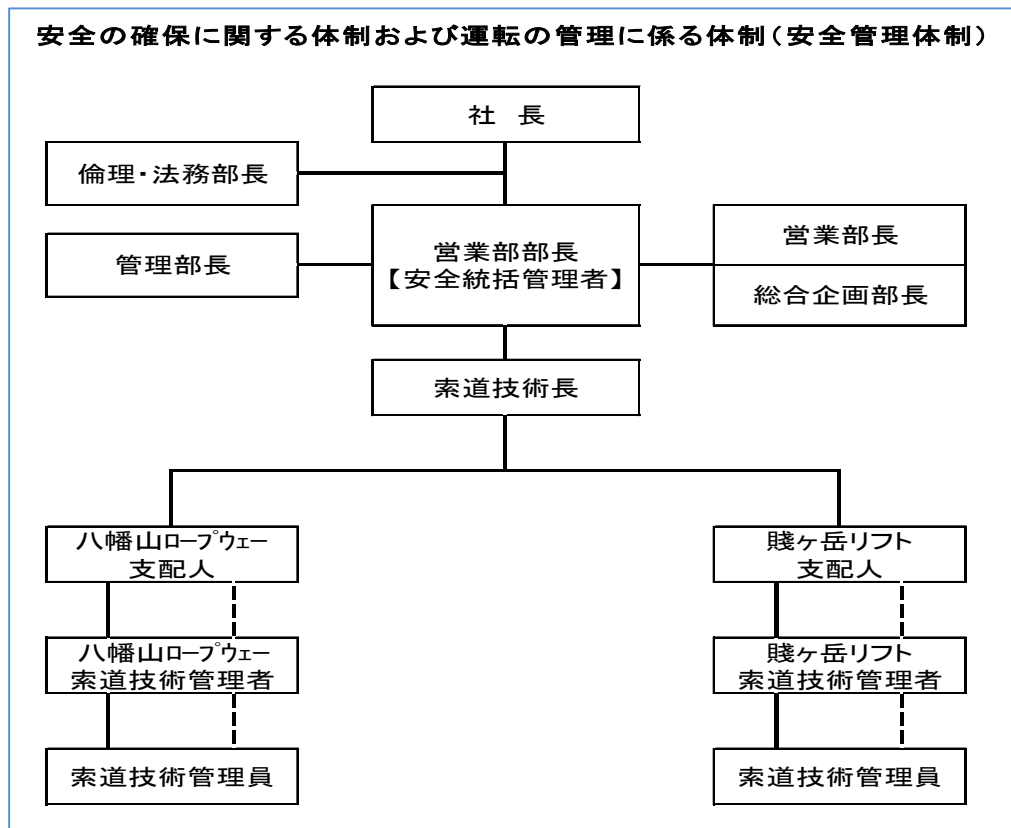 安全の確保に関する体制および運転の管理に係る体制（安全管理体制）
社　長
倫理・法務部長
管理部長
営業部部長
【安全統括管理者】
営業部長
総合企画部長
索道技術長
八幡山ロープウェー
支配人
賤ヶ岳リフト
支配人
八幡山ロープウェー
索道技術管理者
賤ヶ岳リフト
索道技術管理者
索道技術管理員
索道技術管理員